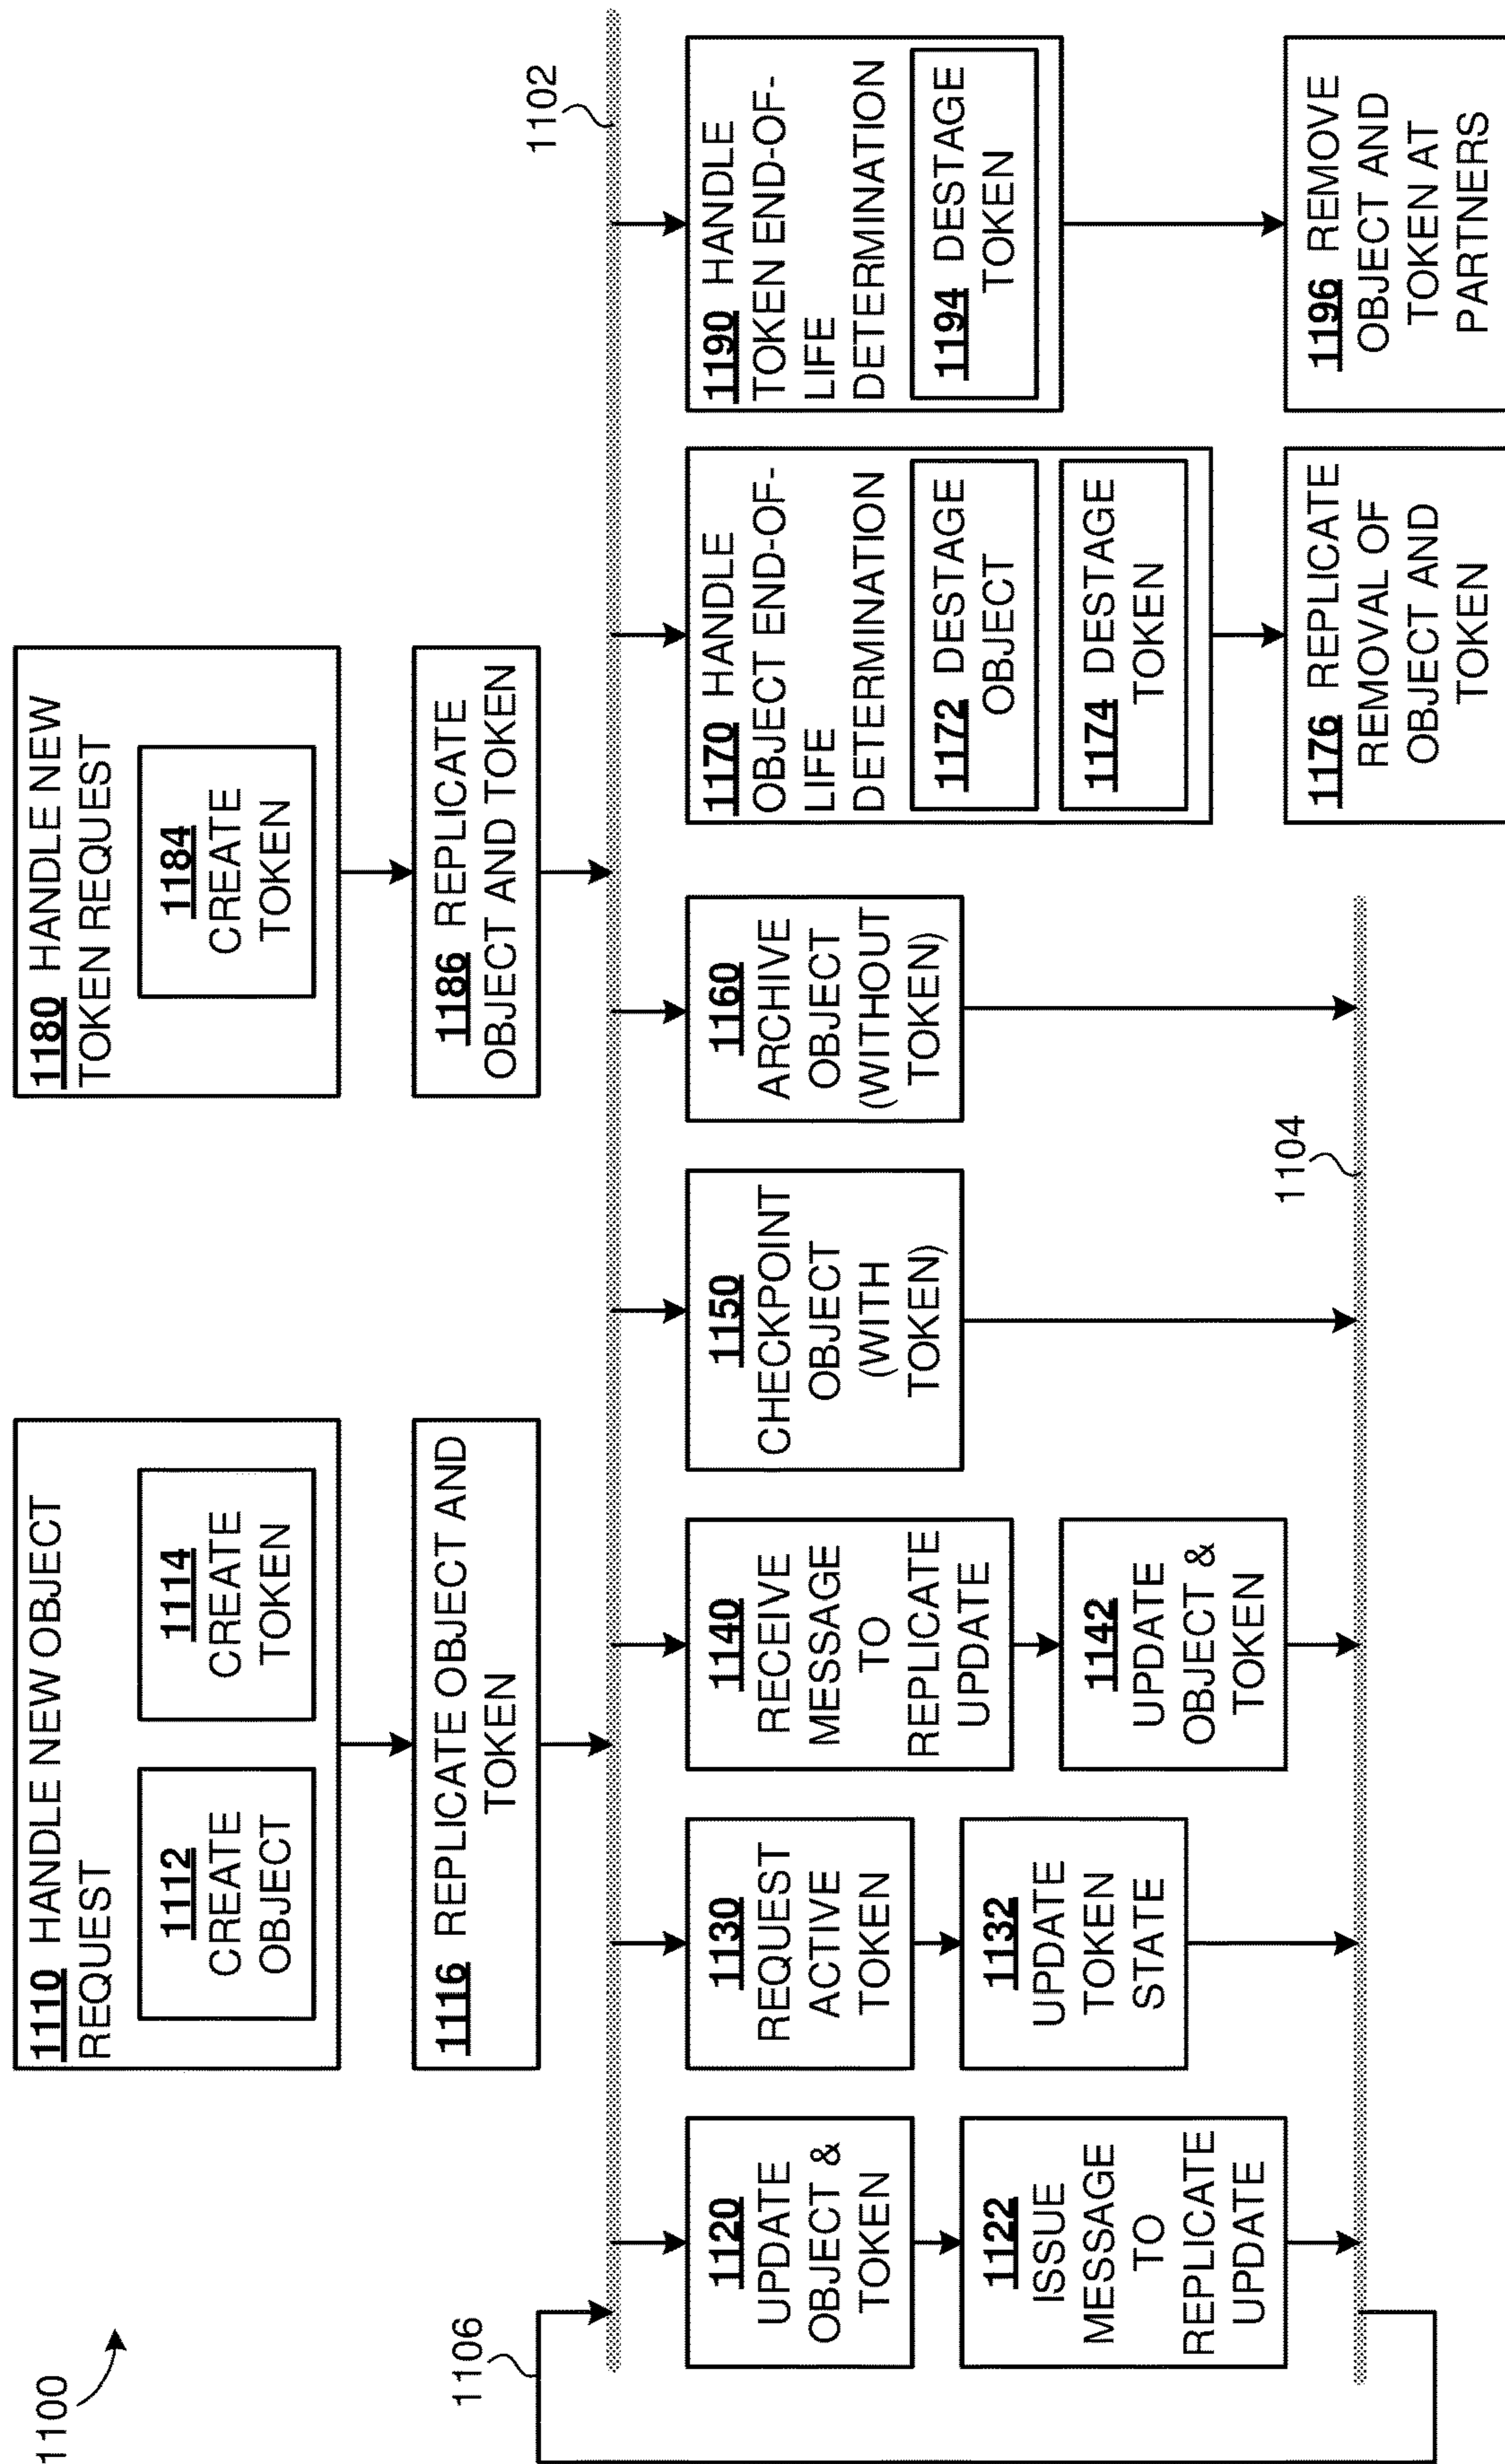 1100
1110 HANDLE NEW OBJECT
REQUEST
1112
CREATE
OBJECT
1114
CREATE
TOKEN
1116 REPLICATE OBJECT AND
TOKEN
1180 HANDLE NEW
TOKEN REQUEST
1184
CREATE
TOKEN
1186 REPLICATE
OBJECT AND TOKEN
1102
1106
1120
UPDATE
OBJECT &
TOKEN
1122
ISSUE
MESSAGE
TO
REPLICATE
UPDATE
1130
REQUEST
ACTIVE
TOKEN
1132
UPDATE
TOKEN
STATE
1140
RECEIVE
MESSAGE
TO
REPLICATE
UPDATE
1142
UPDATE
OBJECT &
TOKEN
1150
CHECKPOINT
OBJECT
(WITH
TOKEN)
1160
ARCHIVE
OBJECT
(WITHOUT
TOKEN)
1104
1170 HANDLE
OBJECT END-OF-
LIFE
DETERMINATION
1172 DESTAGE
OBJECT
1174 DESTAGE
TOKEN
1176 REPLICATE
REMOVAL OF
OBJECT AND
TOKEN
1190 HANDLE
TOKEN END-OF-
LIFE
DETERMINATION
1194 DESTAGE
TOKEN
1196 REMOVE
OBJECT AND
TOKEN AT
PARTNERS